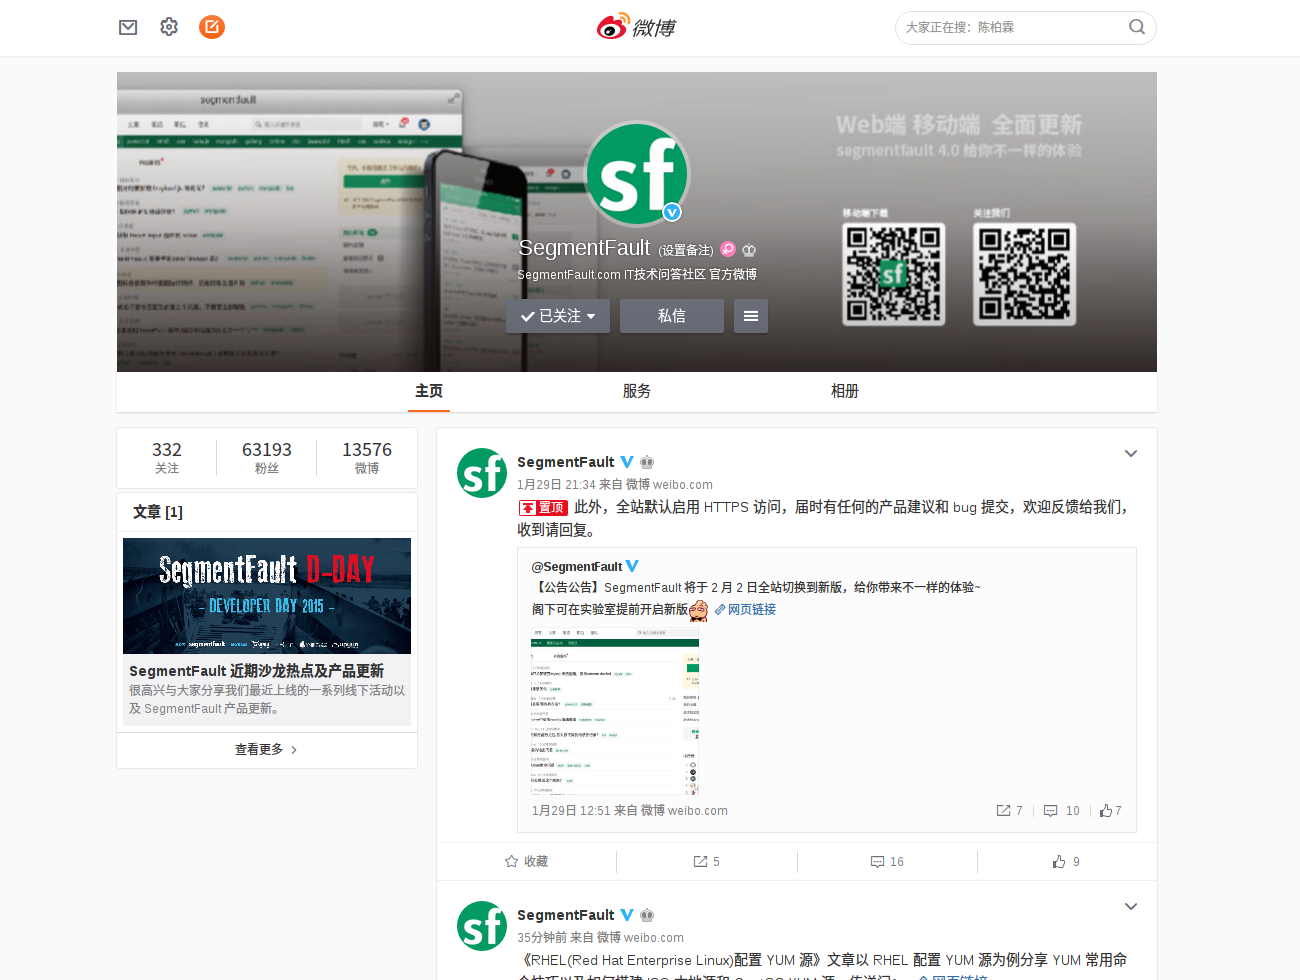 微博
大家正在搜：陈柏霖
segmentfault
Web端 移动端 全面更新
segmentfault 4.0 给你不一样的体验
移动端下载
关注我们
sf
SegmentFault (设置备注)
SegmentFault.com IT技术问答社区 官方微博
已关注
私信
主页
服务
相册
332
关注
63193
粉丝
13576
微博
文章 [1]
SegmentFault D-DAY
- DEVELOPER DAY 2015 -
SegmentFault 近期沙龙热点及产品更新
很高兴与大家分享我们最近上线的一系列线下活动以
及 SegmentFault 产品更新。
查看更多
sf
SegmentFault
1月29日 21:34 来自 微博 weibo.com
置顶 此外，全站默认启用 HTTPS 访问，届时有任何的产品建议和 bug 提交，欢迎反馈给我们，
收到请回复。
@SegmentFault
【公告公告】SegmentFault 将于 2 月 2 日全站切换到新版，给你带来不一样的体验~
阁下可在实验室提前开启新版 网页链接
1月29日 12:51 来自 微博 weibo.com
7
10
7
收藏
5
16
9
sf
SegmentFault
35分钟前 来自 微博 weibo.com
《RHEL(Red Hat Enterprise Linux)配置 YUM 源》文章以 RHEL 配置 YUM 源为例分享 YUM 常用命